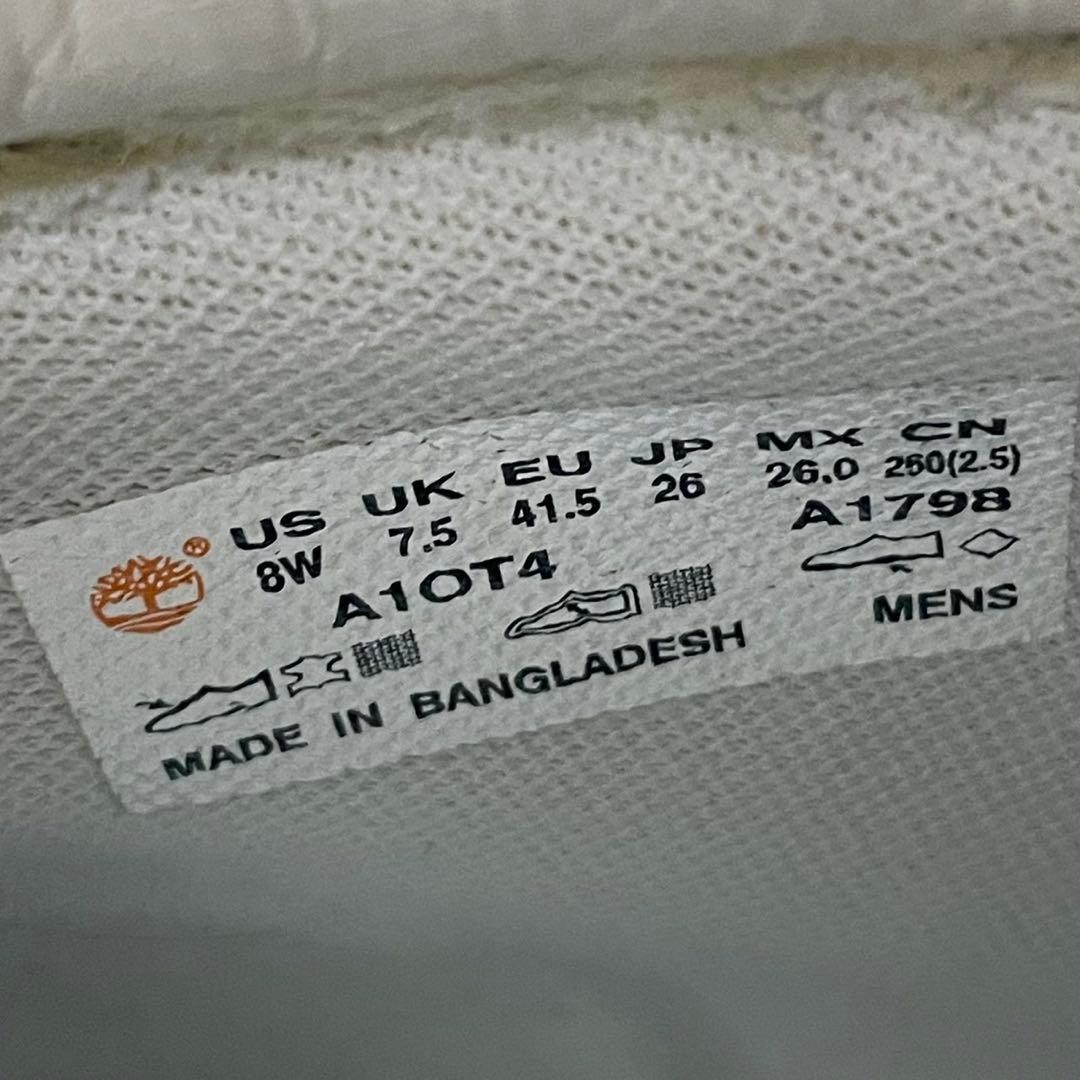 US UK EU JP MX CN
8W 7.5 41.5 26 26.0 260(2.5)
A1OT4 A1798
MENS
MADE IN BANGLADESH
®